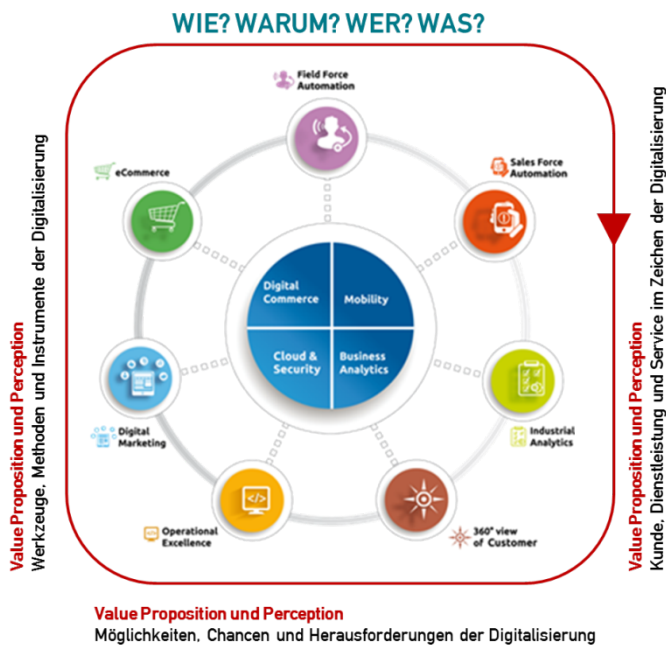 WIE? WARUM? WER? WAS?
Field Force
Automation
eCommerce
Sales Force
Automation
Digital
Commerce
Mobility
Cloud &
Security
Business
Analytics
Digital
Marketing
Industrial
Analytics
Operational
Excellence
360° view
of Customer
Value Proposition und Perception
Werkzeuge, Methoden und Instrumente der Digitalisierung
Value Proposition und Perception
Kunde, Dienstleistung und Service im Zeichen der Digitalisierung
Value Proposition und Perception
Möglichkeiten, Chancen und Herausforderungen der Digitalisierung